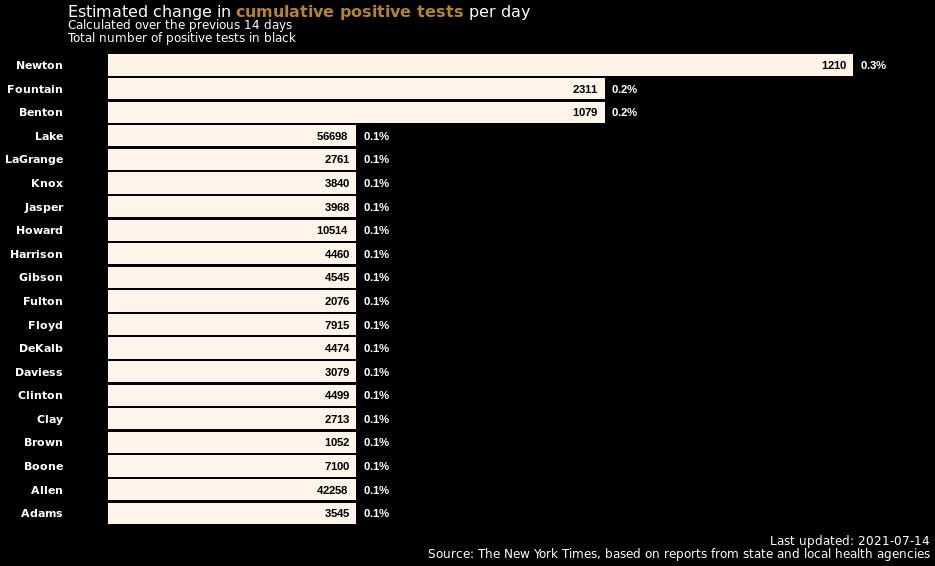 Estimated change in cumulative positive tests per day
Calculated over the previous 14 days
Total number of positive tests in black
Newton 1210 0.3%
Fountain 2311 0.2%
Benton 1079 0.2%
Lake 56698 0.1%
LaGrange 2761 0.1%
Knox 3840 0.1%
Jasper 3968 0.1%
Howard 10514 0.1%
Harrison 4460 0.1%
Gibson 4545 0.1%
Fulton 2076 0.1%
Floyd 7915 0.1%
DeKalb 4474 0.1%
Daviess 3079 0.1%
Clinton 4499 0.1%
Clay 2713 0.1%
Brown 1052 0.1%
Boone 7100 0.1%
Allen 42258 0.1%
Adams 3545 0.1%
Last updated: 2021-07-14
Source: The New York Times, based on reports from state and local health agencies